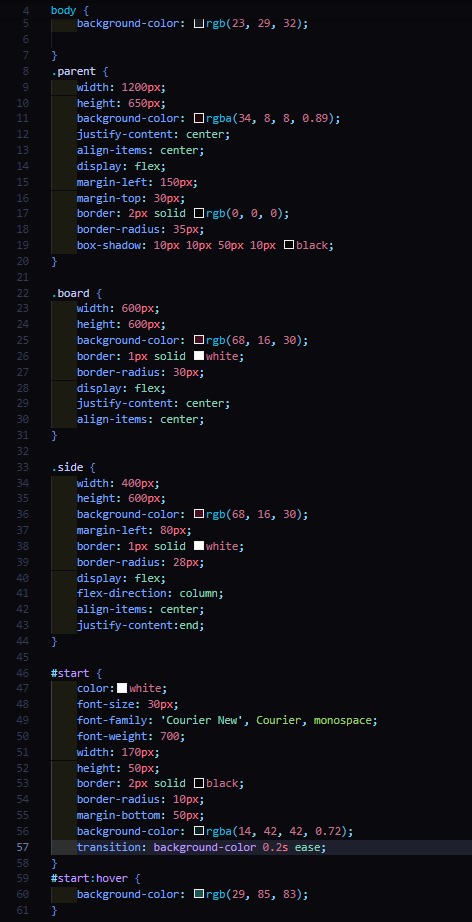 4 body {
5 background-color: rgb(23, 29, 32);
6
7 }
8 .parent {
9 width: 1200px;
10 height: 650px;
11 background-color: rgba(34, 8, 8, 0.89);
12 justify-content: center;
13 align-items: center;
14 display: flex;
15 margin-left: 150px;
16 margin-top: 30px;
17 border: 2px solid rgb(0, 0, 0);
18 border-radius: 35px;
19 box-shadow: 10px 10px 50px 10px black;
20 }
21
22 .board {
23 width: 600px;
24 height: 600px;
25 background-color: rgb(68, 16, 30);
26 border: 1px solid white;
27 border-radius: 30px;
28 display: flex;
29 justify-content: center;
30 align-items: center;
31 }
32
33 .side {
34 width: 400px;
35 height: 600px;
36 background-color: rgb(68, 16, 30);
37 margin-left: 80px;
38 border: 1px solid white;
39 border-radius: 28px;
40 display: flex;
41 flex-direction: column;
42 align-items: center;
43 justify-content:end;
44 }
45
46 #start {
47 color: white;
48 font-size: 30px;
49 font-family: 'Courier New', Courier, monospace;
50 font-weight: 700;
51 width: 170px;
52 height: 50px;
53 border: 2px solid black;
54 border-radius: 10px;
55 margin-bottom: 50px;
56 background-color: rgba(14, 42, 42, 0.72);
57 transition: background-color 0.2s ease;
58 }
59 #start:hover {
60 background-color: rgb(29, 85, 83);
61 }